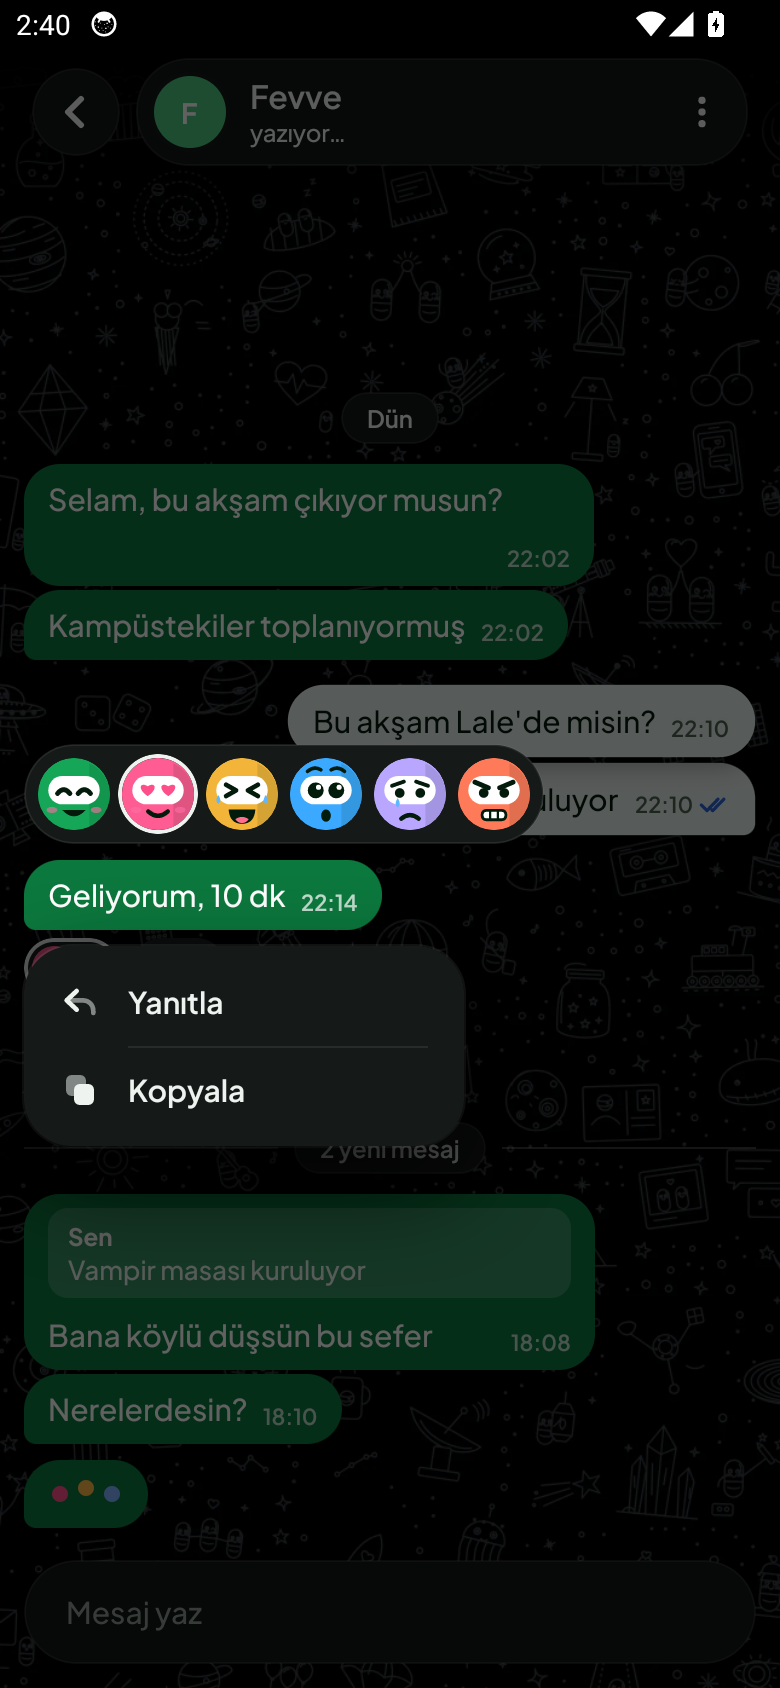 2:40
F
Fevve
yazıyor...
Dün
Selam, bu akşam çıkıyor musun?
22:02
Kampüstekiler toplanıyormuş 22:02
Bu akşam Lale'de misin? 22:10
uluyor 22:10
Geliyorum, 10 dk 22:14
Yanıtla
Kopyala
2 yeni mesaj
Sen
Vampir masası kuruluyor
Bana köylü düşsün bu sefer 18:08
Nerelerdesin? 18:10
Mesaj yaz